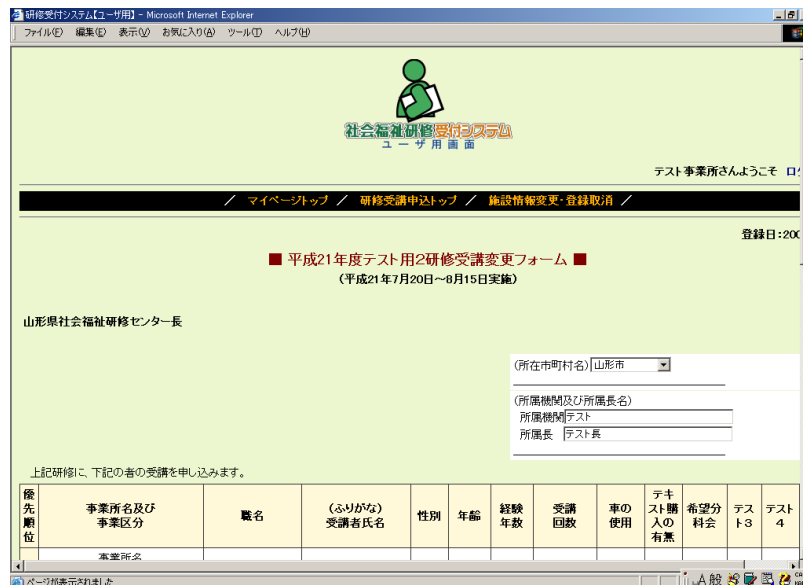 研修受付システム【ユーザ用】 - Microsoft Internet Explorer
ファイル(F) 編集(E) 表示(V) お気に入り(A) ツール(T) ヘルプ(H)
社会福祉研修受付システム
ユーザ用画面
テスト事業所さんようこそ ロ
／ マイページトップ ／ 研修受講申込トップ ／ 施設情報変更・登録取消 ／
登録日：200
■ 平成21年度テスト用2研修受講変更フォーム ■
（平成21年7月20日～8月15日実施）
山形県社会福祉研修センター長
(所在市町村名) 山形市
(所属機関及び所属長名)
所属機関 テスト
所属長 テスト長
上記研修に、下記の者の受講を申し込みます。
優先順位 事業所名及び事業区分 職名 （ふりがな）受講者氏名 性別 年齢 経験年数 受講回数 車の使用 テキスト購入の有無 希望分科会 テスト3 テスト4
事業所名
ページが表示されました
A 般